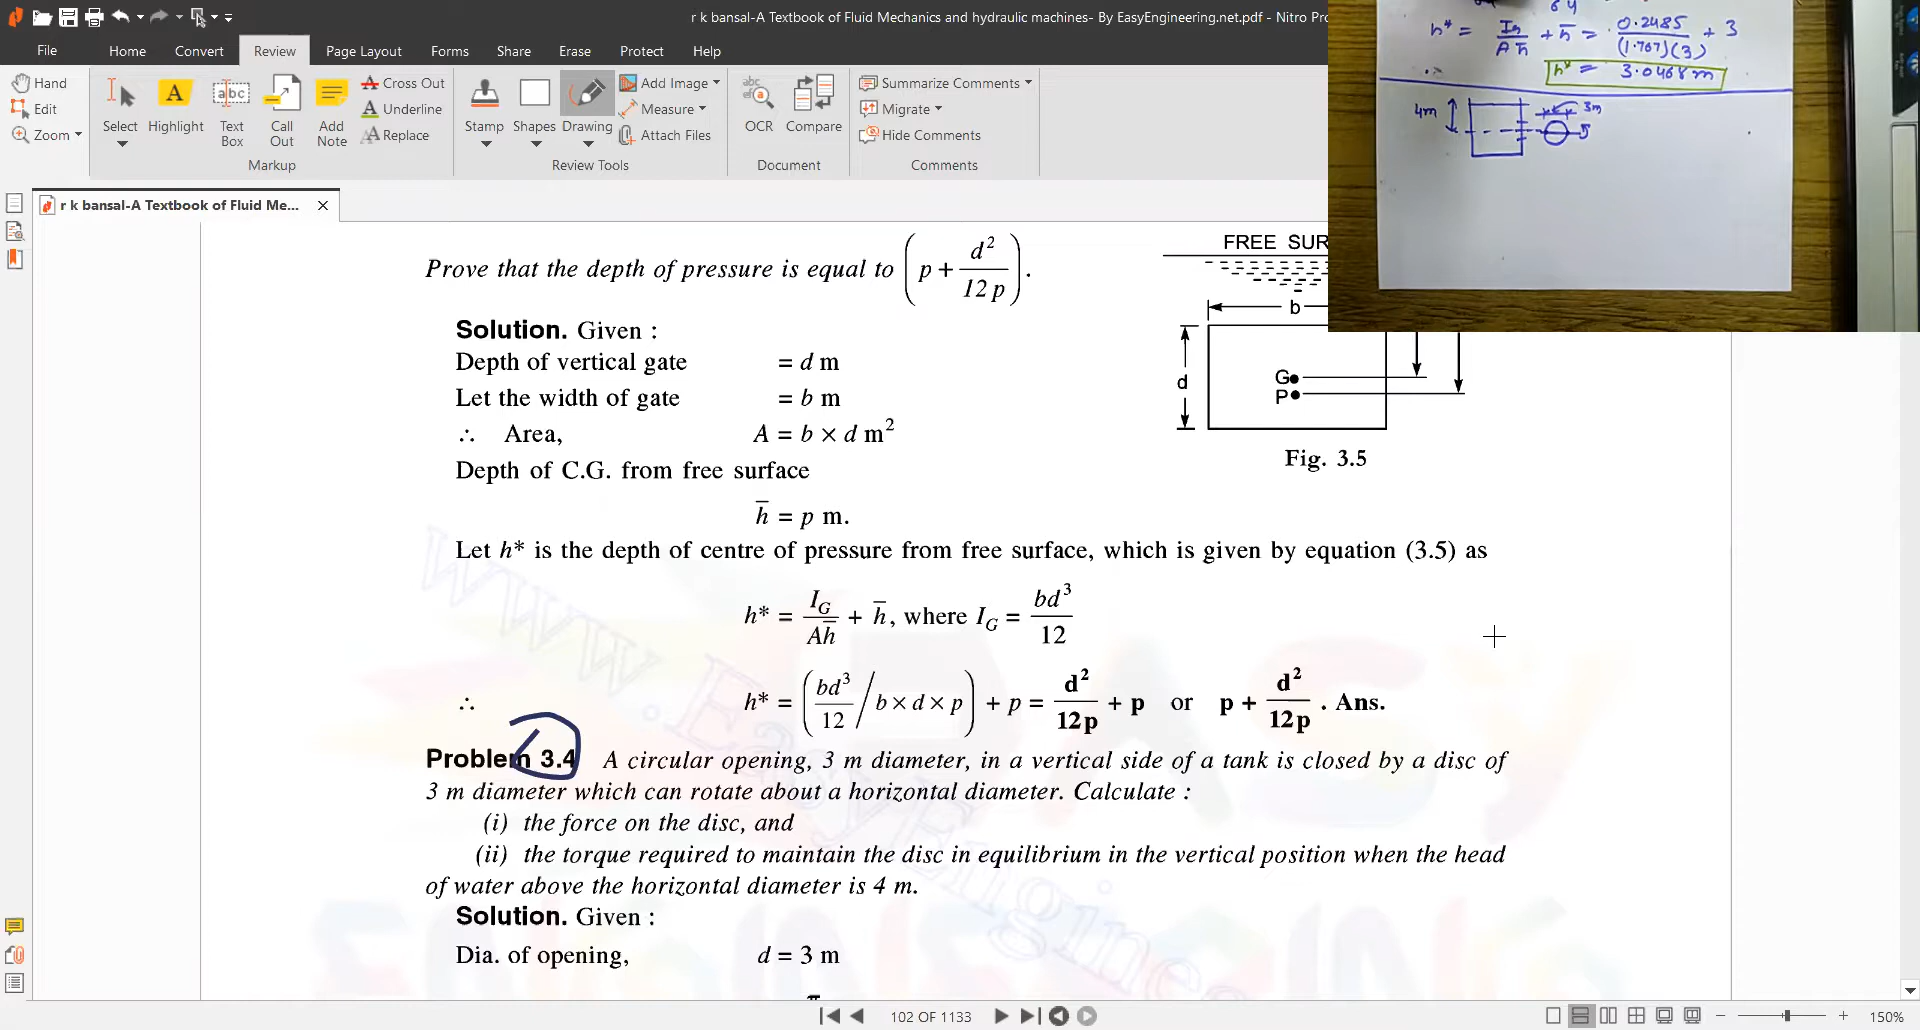 r k bansal-A Textbook of Fluid Mechanics and hydraulic machines- By EasyEngineering.net.pdf - Nitro Pro
File Home Convert Review Page Layout Forms Share Erase Protect Help
Hand
Edit
Zoom
Select
Highlight
Text Box
Call Out
Add Note
Cross Out
Underline
Replace
Markup
Stamp
Shapes
Drawing
Add Image
Measure
Attach Files
Review Tools
OCR
Compare
Document
Summarize Comments
Migrate
Hide Comments
Comments
r k bansal-A Textbook of Fluid Me...
64
h* = IG / A h̄ + h̄ = 0.2485 / (1.767)(3) + 3
h* = 3.0468 m
4m
3m
Prove that the depth of pressure is equal to (p + d² / 12 p).
FREE SUR
b
d
G
P
Fig. 3.5
Solution. Given :
Depth of vertical gate = d m
Let the width of gate = b m
∴ Area, A = b × d m²
Depth of C.G. from free surface
h̄ = p m.
Let h* is the depth of centre of pressure from free surface, which is given by equation (3.5) as
h* = IG / Ah̄ + h̄, where IG = bd³ / 12
∴ h* = (bd³ / 12 / b × d × p) + p = d² / 12p + p or p + d² / 12p . Ans.
Problem 3.4 A circular opening, 3 m diameter, in a vertical side of a tank is closed by a disc of
3 m diameter which can rotate about a horizontal diameter. Calculate :
(i) the force on the disc, and
(ii) the torque required to maintain the disc in equilibrium in the vertical position when the head
of water above the horizontal diameter is 4 m.
Solution. Given :
Dia. of opening, d = 3 m
π
www.EasyEngine
102 OF 1133
150%